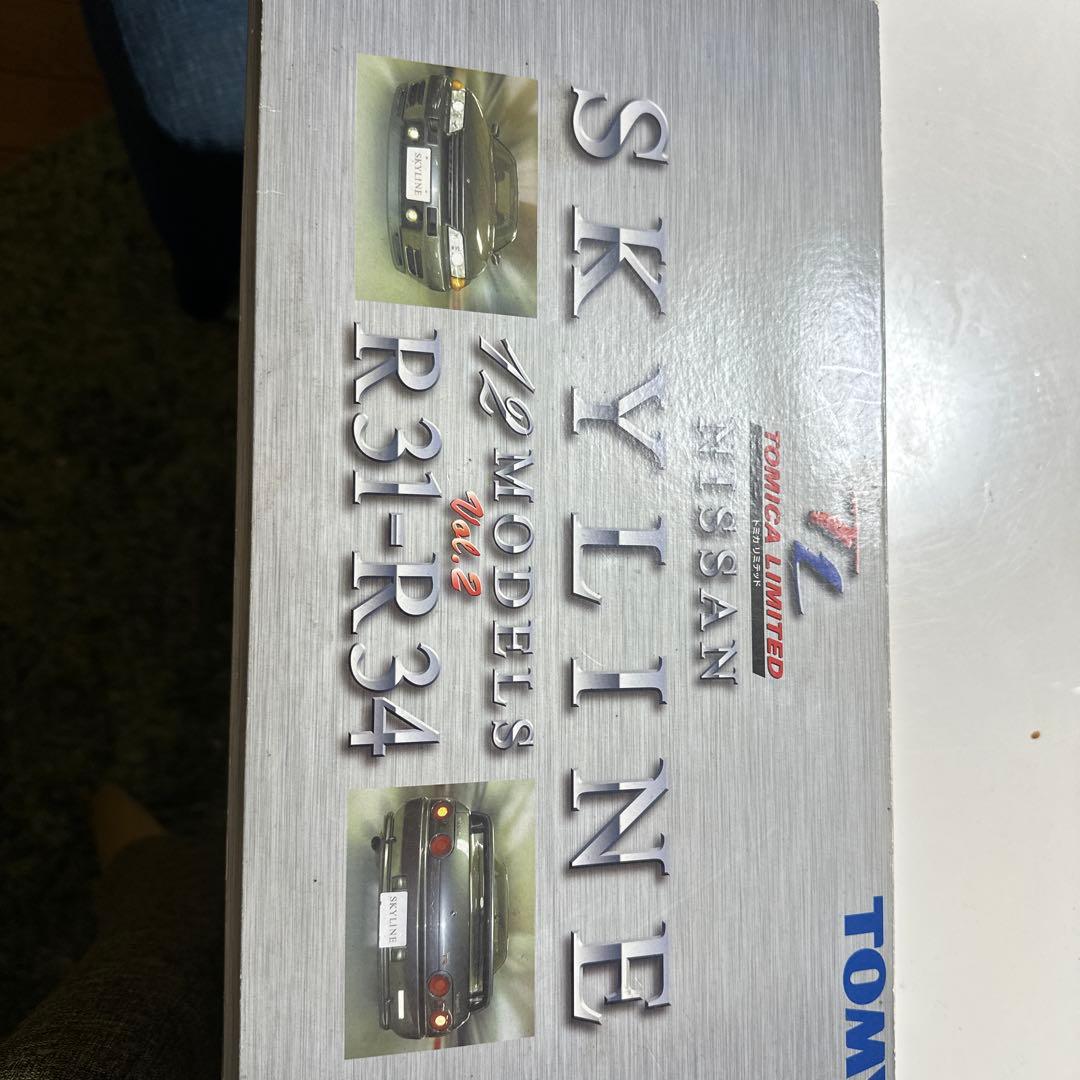 TOMY
TL
TOMICA LIMITED
トミカリミテッド
NISSAN
SKYLINE
12 MODELS
Vol.2
R31-R34
SKYLINE
SKYLINE